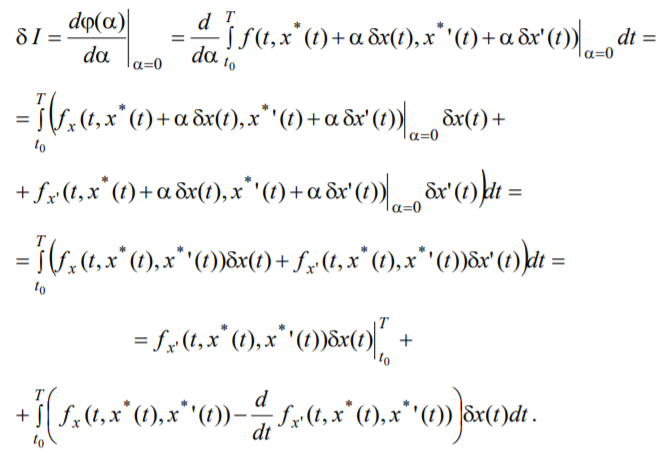 δ I = dφ(α)/dα |_{α=0} = d/dα ∫_{t₀}^{T} f(t, x*(t) + α δx(t), x*'(t) + α δx'(t))|_{α=0} dt =
= ∫_{t₀}^{T} ( f_x (t, x*(t) + α δx(t), x*'(t) + α δx'(t))|_{α=0} δx(t) +
+ f_{x'} (t, x*(t) + α δx(t), x*'(t) + α δx'(t))|_{α=0} δx'(t) ) dt =
= ∫_{t₀}^{T} ( f_x (t, x*(t), x*'(t))δx(t) + f_{x'} (t, x*(t), x*'(t))δx'(t) ) dt =
= f_{x'} (t, x*(t), x*'(t))δx(t)|_{t₀}^{T} +
+ ∫_{t₀}^{T} ( f_x (t, x*(t), x*'(t)) − d/dt f_{x'} (t, x*(t), x*'(t)) ) δx(t) dt .